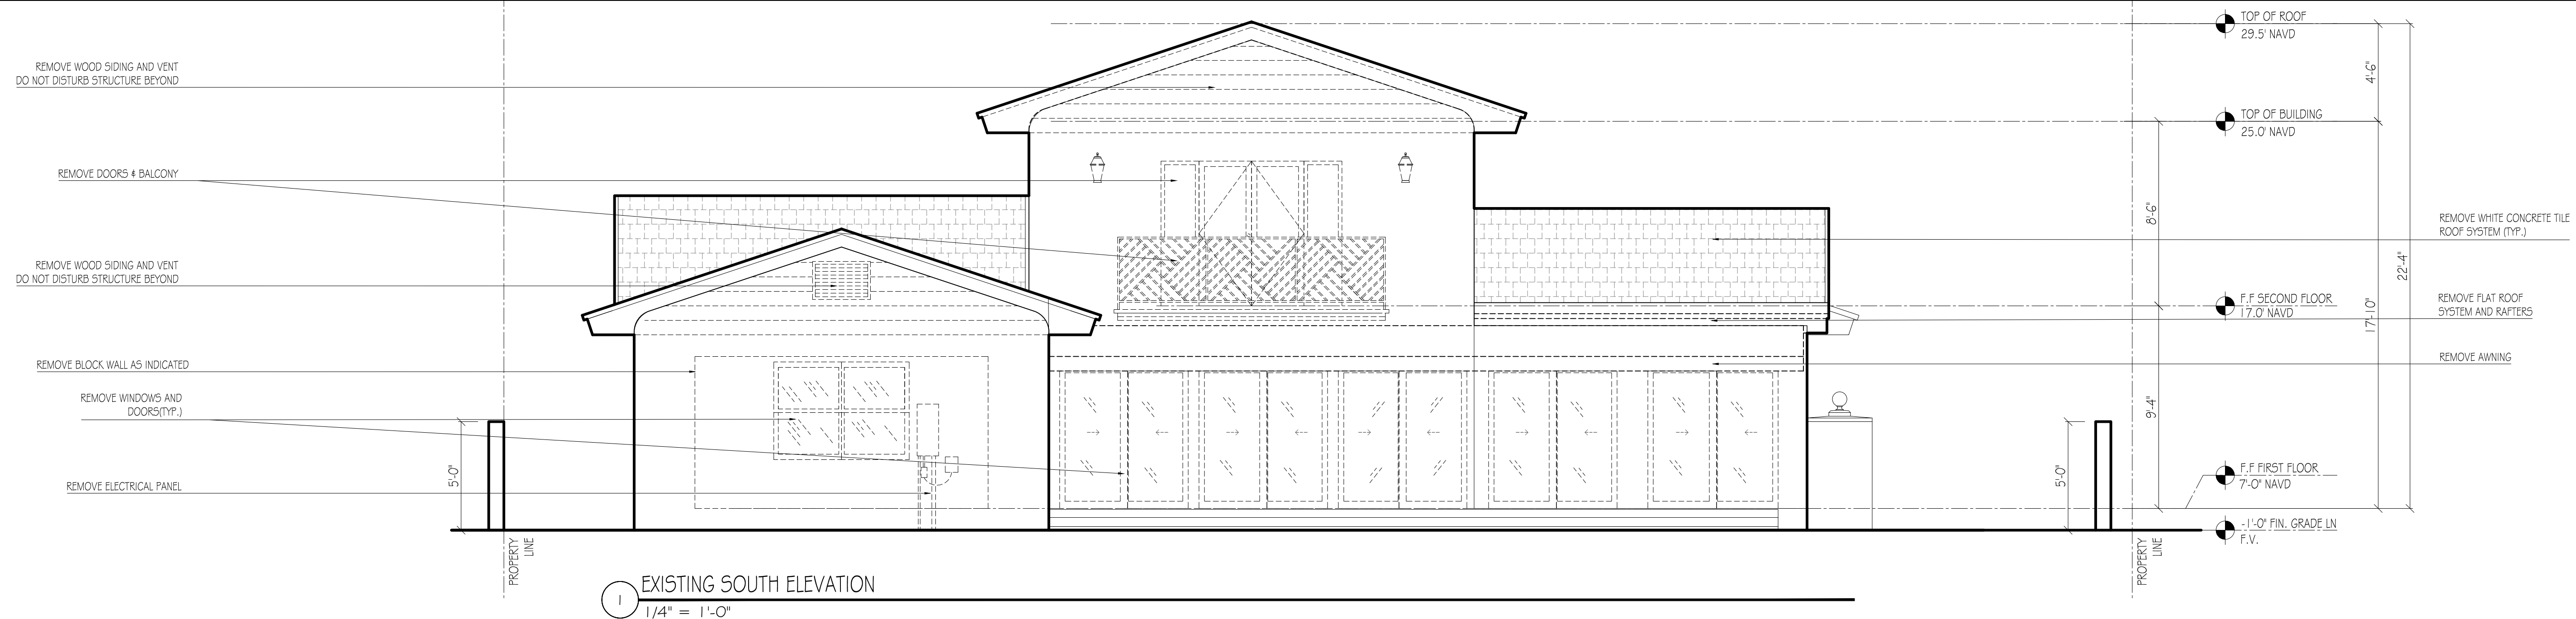 TOP OF ROOF
29.5' NAVD
4'-6"
REMOVE WOOD SIDING AND VENT
DO NOT DISTURB STRUCTURE BEYOND
TOP OF BUILDING
25.0' NAVD
REMOVE DOORS & BALCONY
8'-6"
REMOVE WHITE CONCRETE TILE
ROOF SYSTEM (TYP.)
22'-4"
REMOVE WOOD SIDING AND VENT
DO NOT DISTURB STRUCTURE BEYOND
F.F SECOND FLOOR
17.0' NAVD
17'-10"
REMOVE FLAT ROOF
SYSTEM AND RAFTERS
REMOVE BLOCK WALL AS INDICATED
REMOVE AWNING
REMOVE WINDOWS AND
DOORS(TYP.)
9'-4"
5'-0"
5'-0"
F.F FIRST FLOOR
7'-0" NAVD
REMOVE ELECTRICAL PANEL
-1'-0" FIN. GRADE LN
F.V.
PROPERTY
LINE
PROPERTY
LINE
1
EXISTING SOUTH ELEVATION
1/4" = 1'-0"